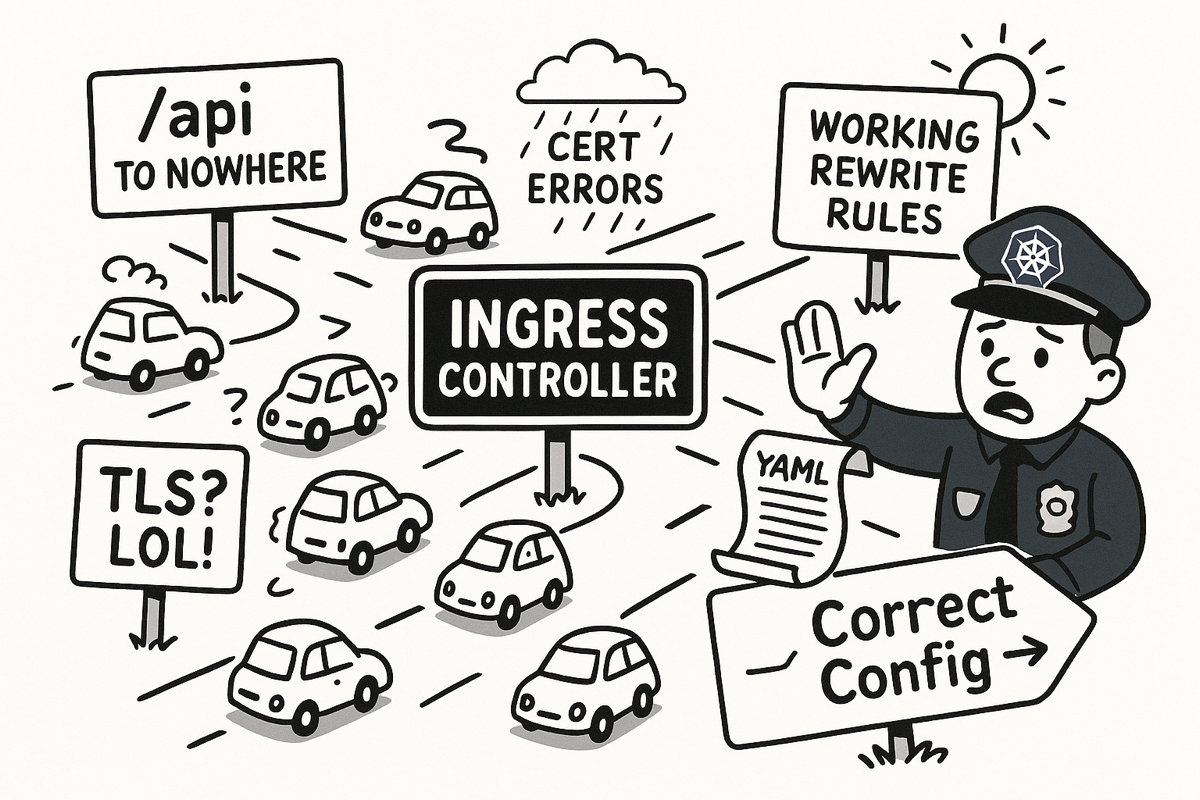 /api
TO NOWHERE
CERT
ERRORS
WORKING
REWRITE
RULES
INGRESS
CONTROLLER
?
TLS?
LOL!
YAML
Correct
Config →